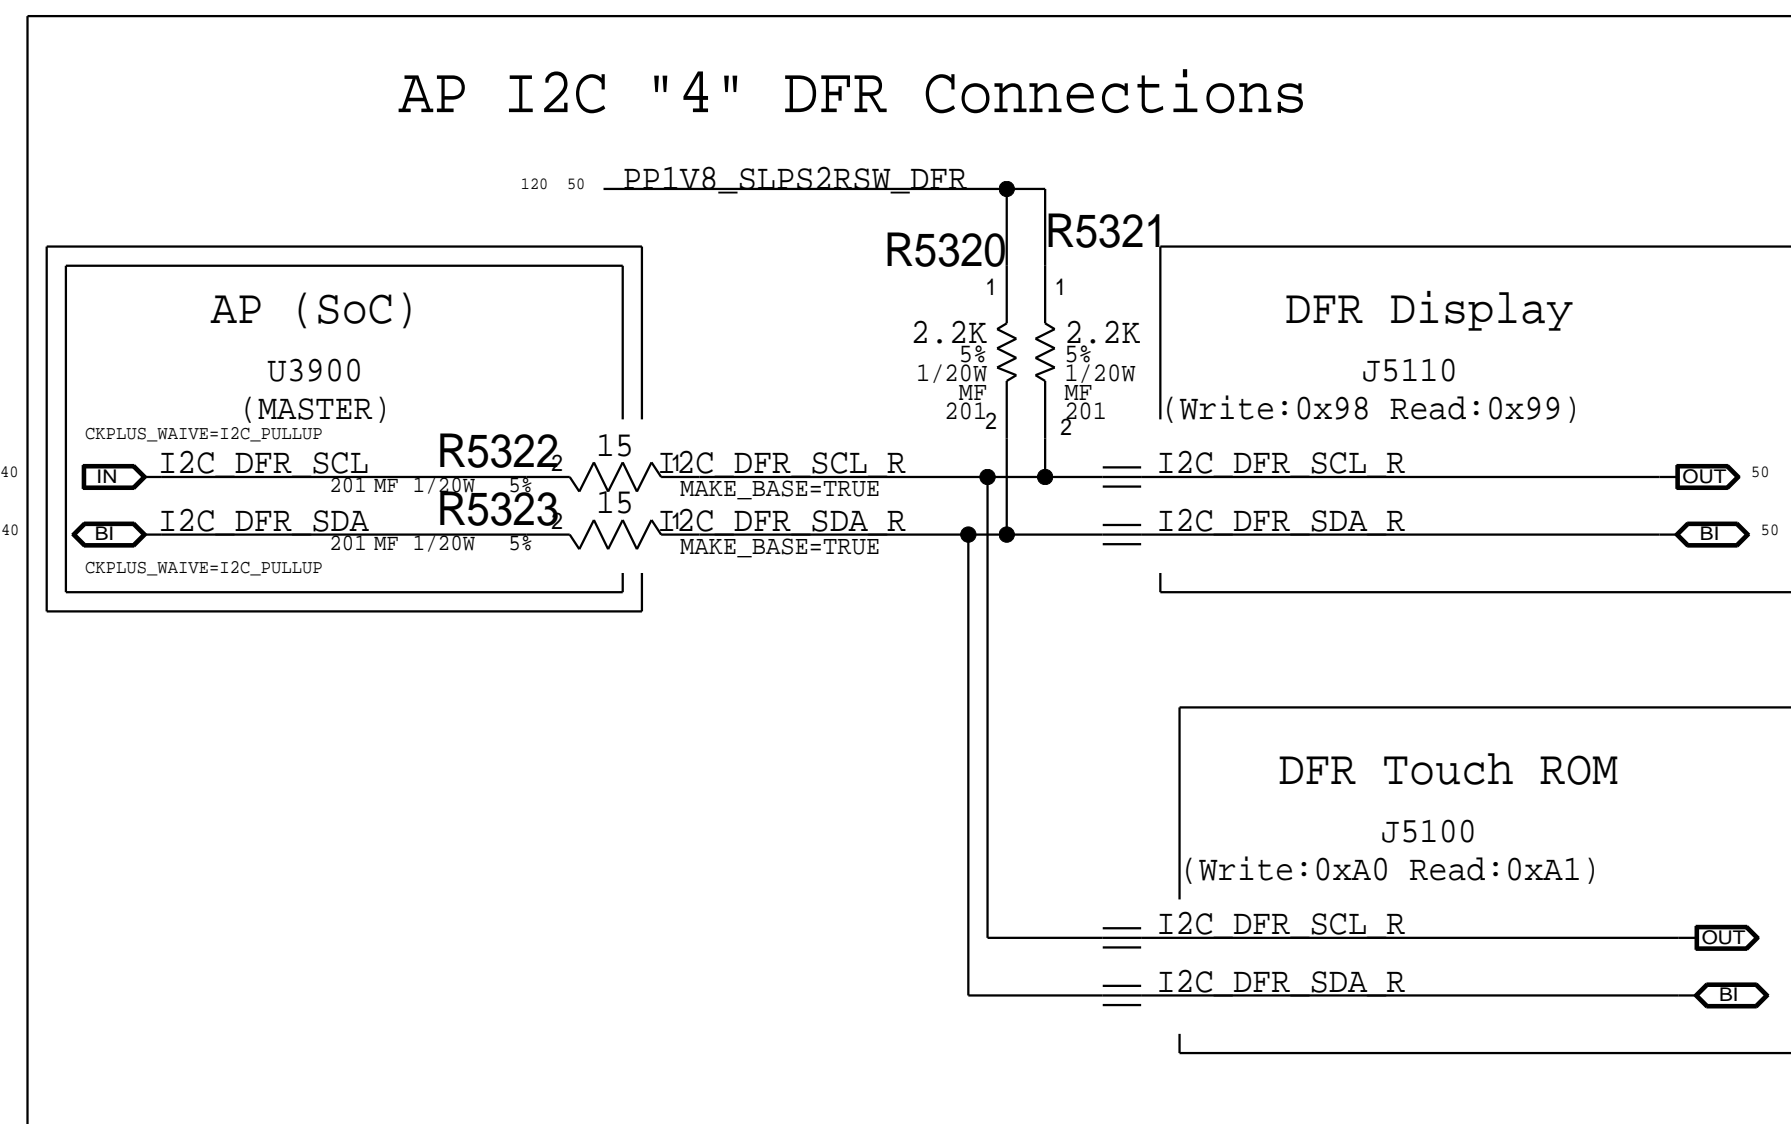 AP I2C "4" DFR Connections
120 50 PP1V8_SLPS2RSW_DFR
R5320
R5321
1
1
2.2K
5%
1/20W
MF
201
2
2.2K
5%
1/20W
MF
201
2
AP (SoC)
U3900
(MASTER)
CKPLUS_WAIVE=I2C_PULLUP
40 IN I2C_DFR_SCL R5322 2 15 1 I2C_DFR_SCL_R
201 MF 1/20W 5% MAKE_BASE=TRUE
40 BI I2C_DFR_SDA R5323 2 15 1 I2C_DFR_SDA_R
201 MF 1/20W 5% MAKE_BASE=TRUE
CKPLUS_WAIVE=I2C_PULLUP
DFR Display
J5110
(Write:0x98 Read:0x99)
I2C_DFR_SCL_R OUT 50
I2C_DFR_SDA_R BI 50
DFR Touch ROM
J5100
(Write:0xA0 Read:0xA1)
I2C_DFR_SCL_R OUT
I2C_DFR_SDA_R BI